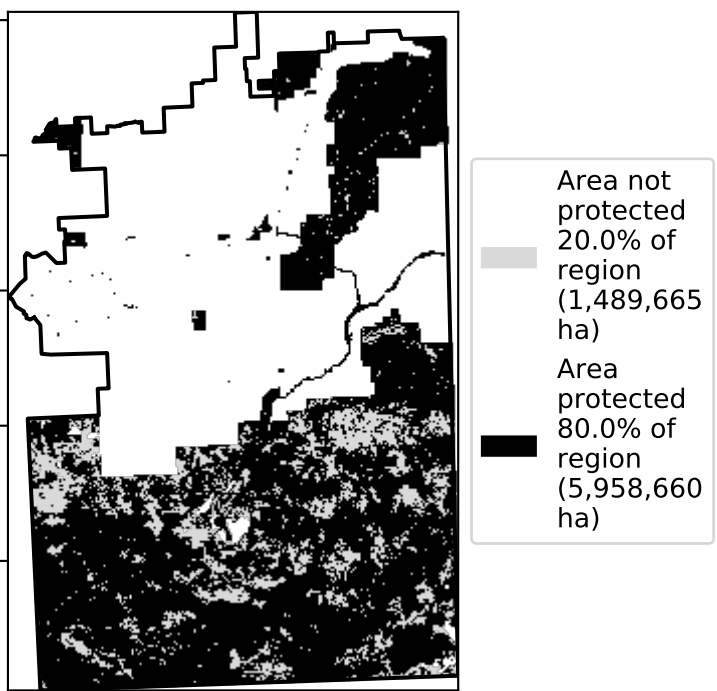 Area not
protected
20.0% of
region
(1,489,665
ha)
Area
protected
80.0% of
region
(5,958,660
ha)